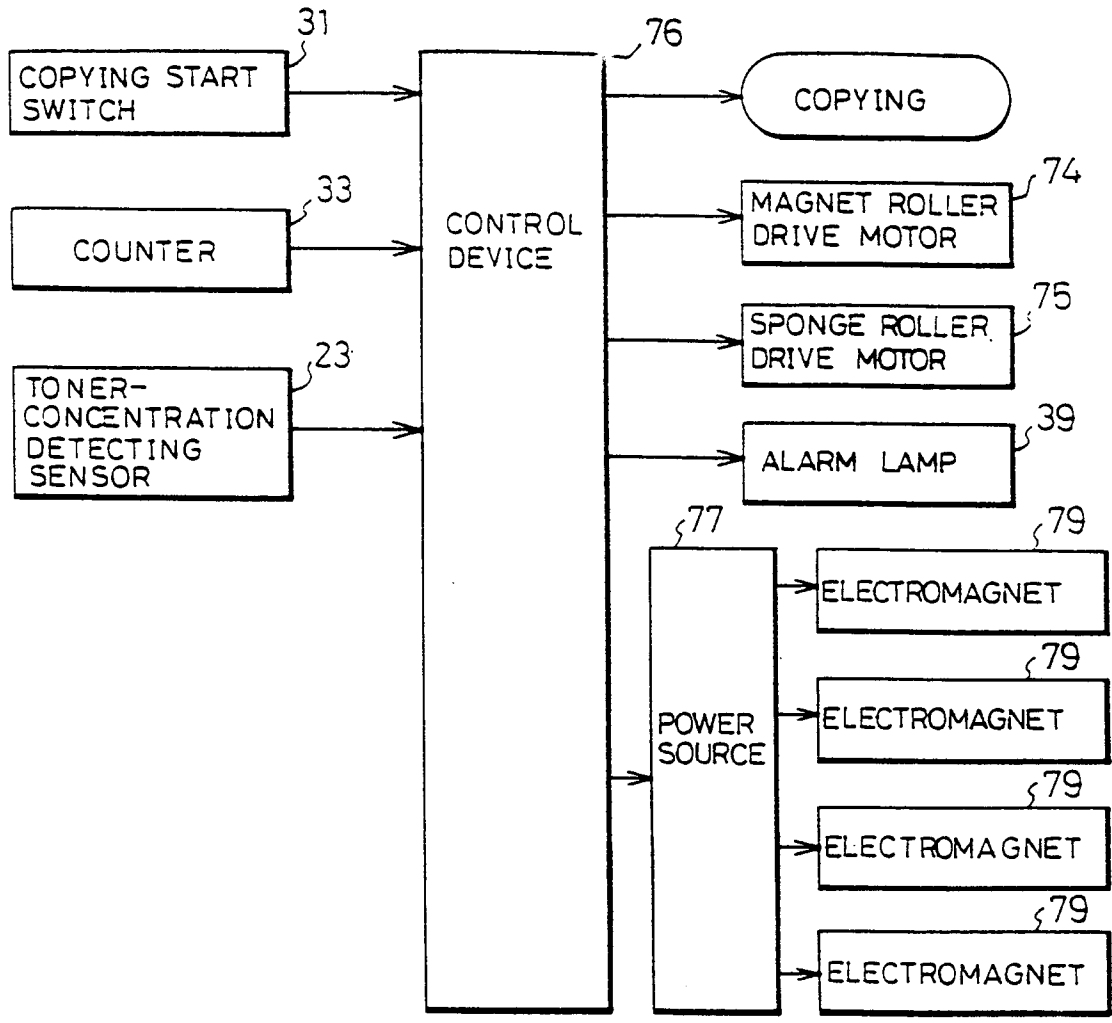 31
COPYING START
SWITCH
33
COUNTER
23
TONER-
CONCENTRATION
DETECTING
SENSOR
76
CONTROL
DEVICE
COPYING
74
MAGNET ROLLER
DRIVE MOTOR
75
SPONGE ROLLER
DRIVE MOTOR
39
ALARM LAMP
77
POWER
SOURCE
79
ELECTROMAGNET
79
ELECTROMAGNET
79
ELECTROMAGNET
79
ELECTROMAGNET